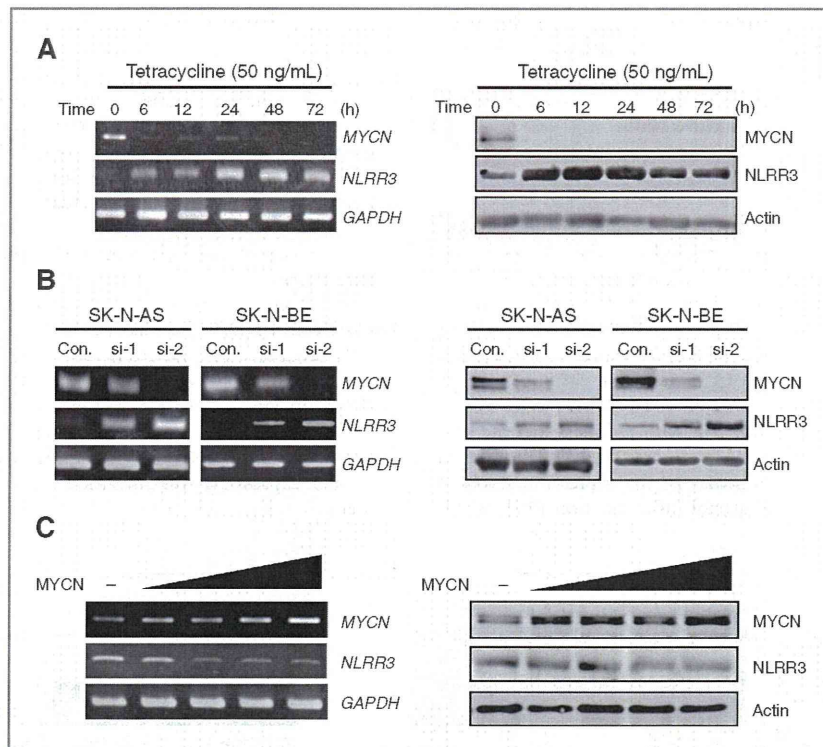 A
Tetracycline (50 ng/mL)
Time 0 6 12 24 48 72 (h)
MYCN
NLRR3
GAPDH
Tetracycline (50 ng/mL)
Time 0 6 12 24 48 72 (h)
MYCN
NLRR3
Actin
B
SK-N-AS SK-N-BE
Con. si-1 si-2 Con. si-1 si-2
MYCN
NLRR3
GAPDH
SK-N-AS SK-N-BE
Con. si-1 si-2 Con. si-1 si-2
MYCN
NLRR3
Actin
C
MYCN –
MYCN
NLRR3
GAPDH
MYCN –
MYCN
NLRR3
Actin